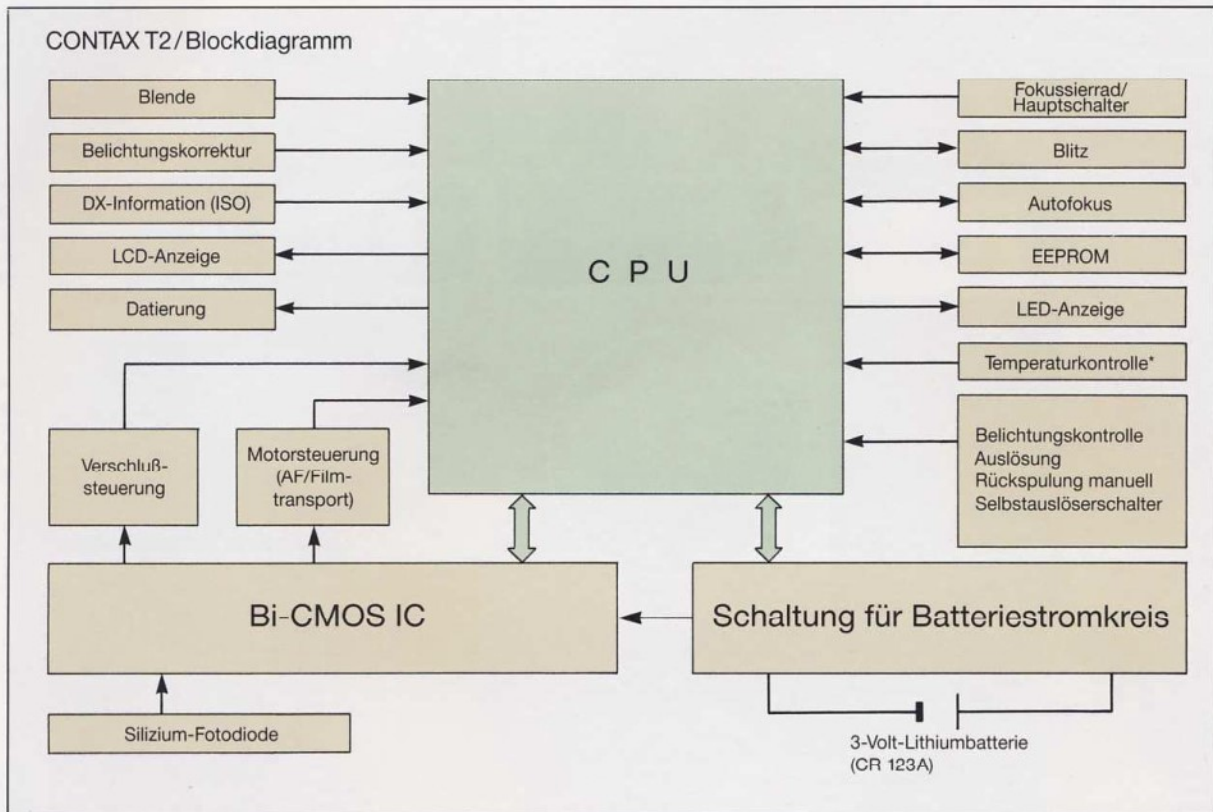 CONTAX T2/Blockdiagramm
Blende
Belichtungskorrektur
DX-Information (ISO)
LCD-Anzeige
Datierung
Verschluß-
steuerung
Motorsteuerung
(AF/Film-
transport)
CPU
Fokussierrad/
Hauptschalter
Blitz
Autofokus
EEPROM
LED-Anzeige
Temperaturkontrolle*
Belichtungskontrolle
Auslösung
Rückspulung manuell
Selbstauslöserschalter
Bi-CMOS IC
Schaltung für Batteriestromkreis
Silizium-Fotodiode
3-Volt-Lithiumbatterie
(CR 123A)